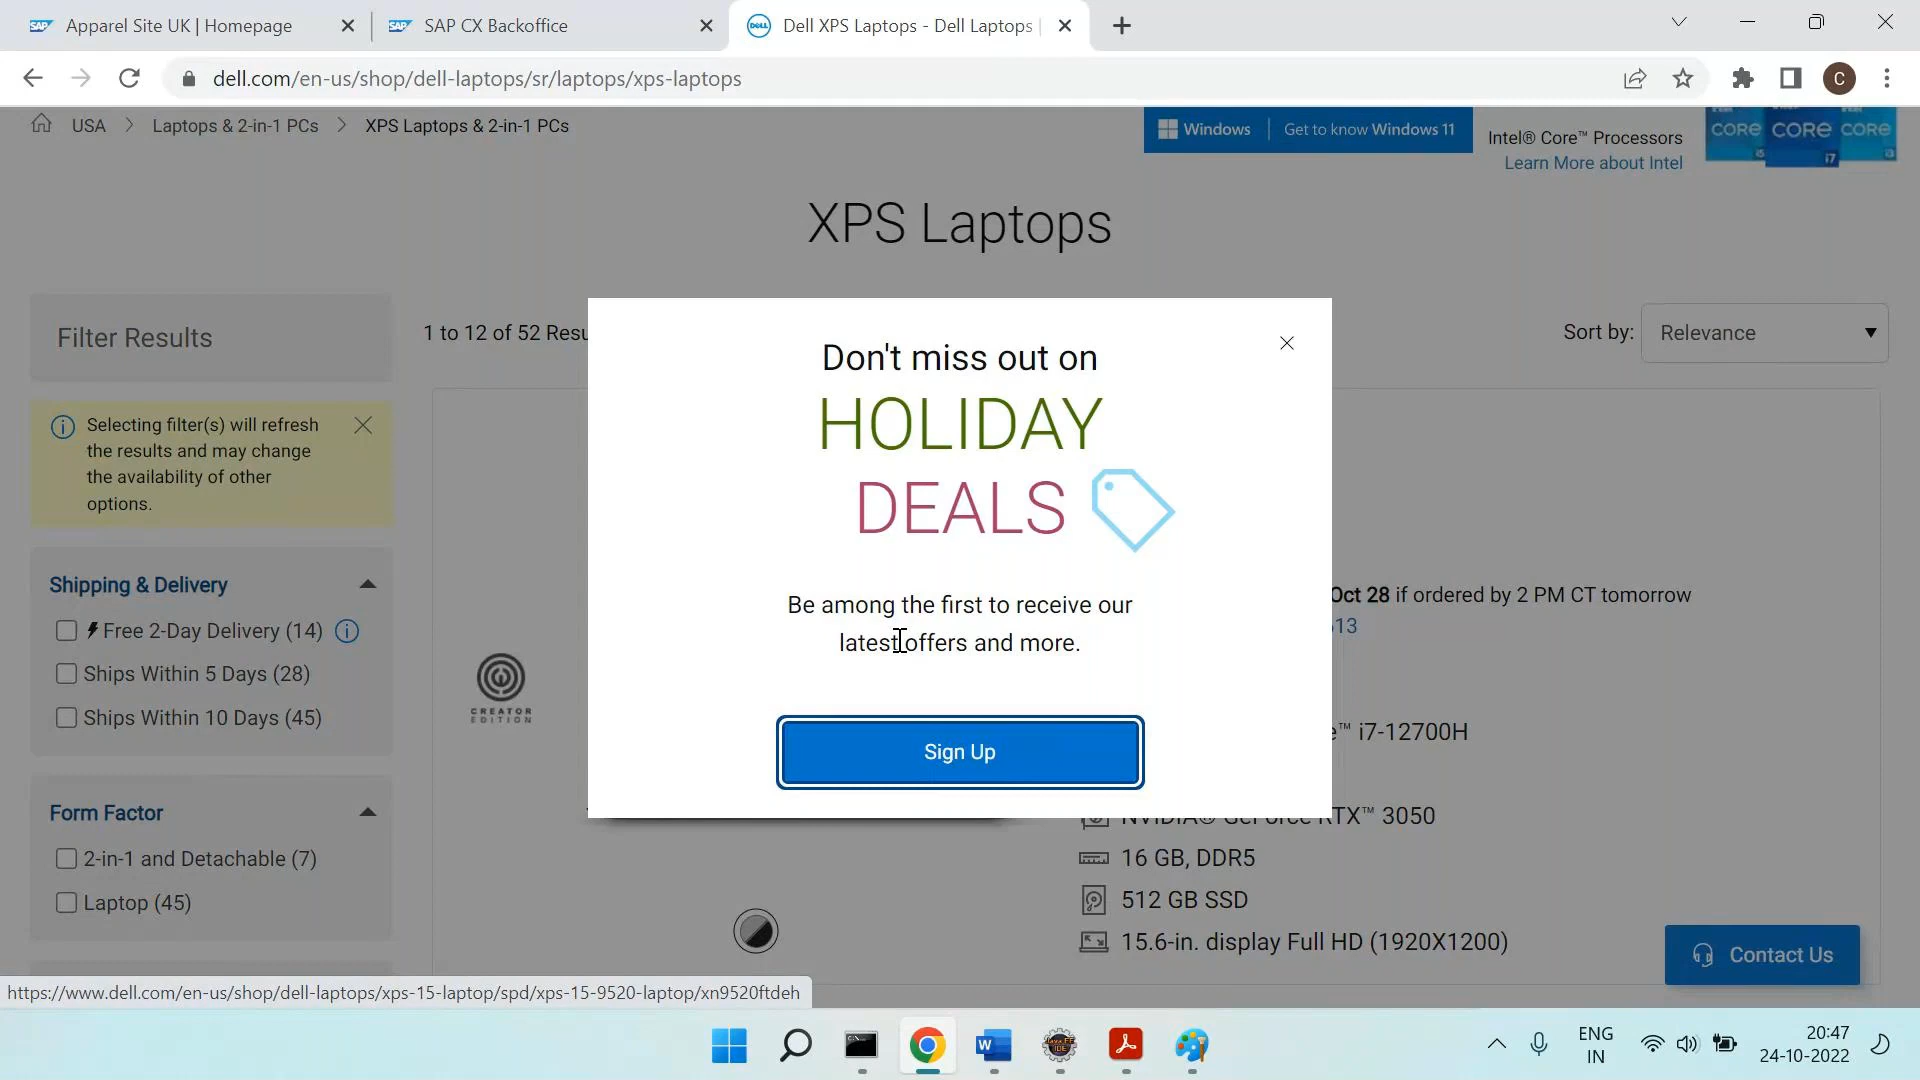 Apparel Site UK | Homepage
SAP CX Backoffice
Dell XPS Laptops - Dell Laptops |
dell.com/en-us/shop/dell-laptops/sr/laptops/xps-laptops
C
USA > Laptops & 2-in-1 PCs > XPS Laptops & 2-in-1 PCs
Windows | Get to know Windows 11
Intel® Core™ Processors
Learn More about Intel
CORE i5 CORE i7 CORE i3
XPS Laptops
Filter Results
1 to 12 of 52 Resu
Sort by: Relevance
Selecting filter(s) will refresh
the results and may change
the availability of other
options.
Shipping & Delivery
Free 2-Day Delivery (14)
Ships Within 5 Days (28)
Ships Within 10 Days (45)
Form Factor
2-in-1 and Detachable (7)
Laptop (45)
Don't miss out on
HOLIDAY
DEALS
Be among the first to receive our
latest offers and more.
Sign Up
CREATOR
EDITION
Oct 28 if ordered by 2 PM CT tomorrow
613
e™ i7-12700H
NVIDIA® GeForce RTX™ 3050
16 GB, DDR5
512 GB SSD
15.6-in. display Full HD (1920X1200)
Contact Us
https://www.dell.com/en-us/shop/dell-laptops/xps-15-laptop/spd/xps-15-9520-laptop/xn9520ftdeh
ENG
IN
20:47
24-10-2022